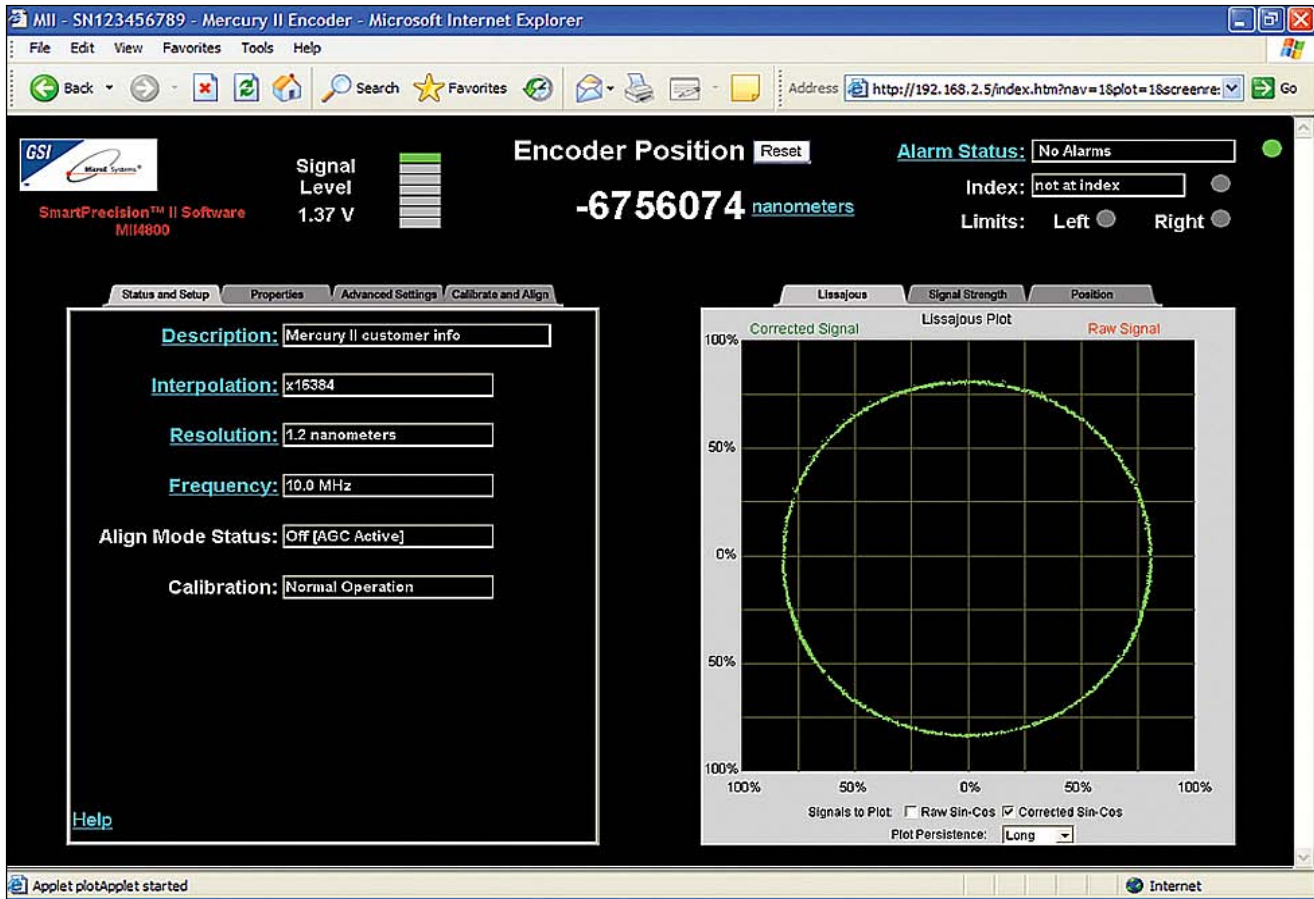 MII - SN123456789 - Mercury II Encoder - Microsoft Internet Explorer
File Edit View Favorites Tools Help
Back Search Favorites Address http://192.168.2.5/index.htm?nav=1&plot=1&screenre: Go
GSI
MicroE Systems
SmartPrecision™ II Software
MII4800
Signal
Level
1.37 V
Encoder Position Reset
-6756074 nanometers
Alarm Status: No Alarms
Index: not at index
Limits: Left Right
Status and Setup Properties Advanced Settings Calibrate and Align
Description: Mercury II customer info
Interpolation: x16384
Resolution: 1.2 nanometers
Frequency: 10.0 MHz
Align Mode Status: Off [AGC Active]
Calibration: Normal Operation
Help
Lissajous Signal Strength Position
Lissajous Plot
Corrected Signal Raw Signal
100%
50%
0%
50%
100%
100% 50% 0% 50% 100%
Signals to Plot: Raw Sin-Cos Corrected Sin-Cos
Plot Persistence: Long
Applet plotApplet started Internet